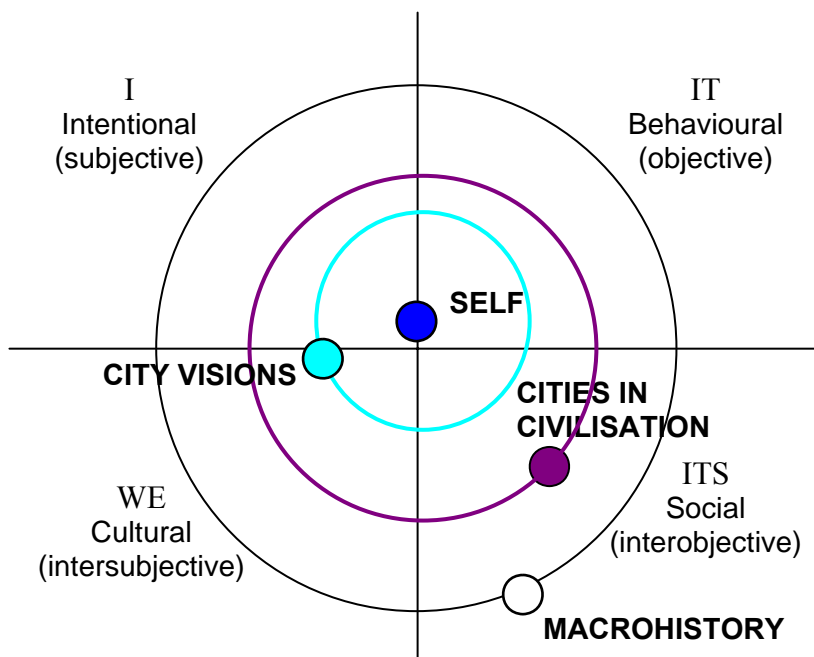 I
Intentional
(subjective)
IT
Behavioural
(objective)
SELF
CITY VISIONS
CITIES IN
CIVILISATION
WE
Cultural
(intersubjective)
ITS
Social
(interobjective)
MACROHISTORY